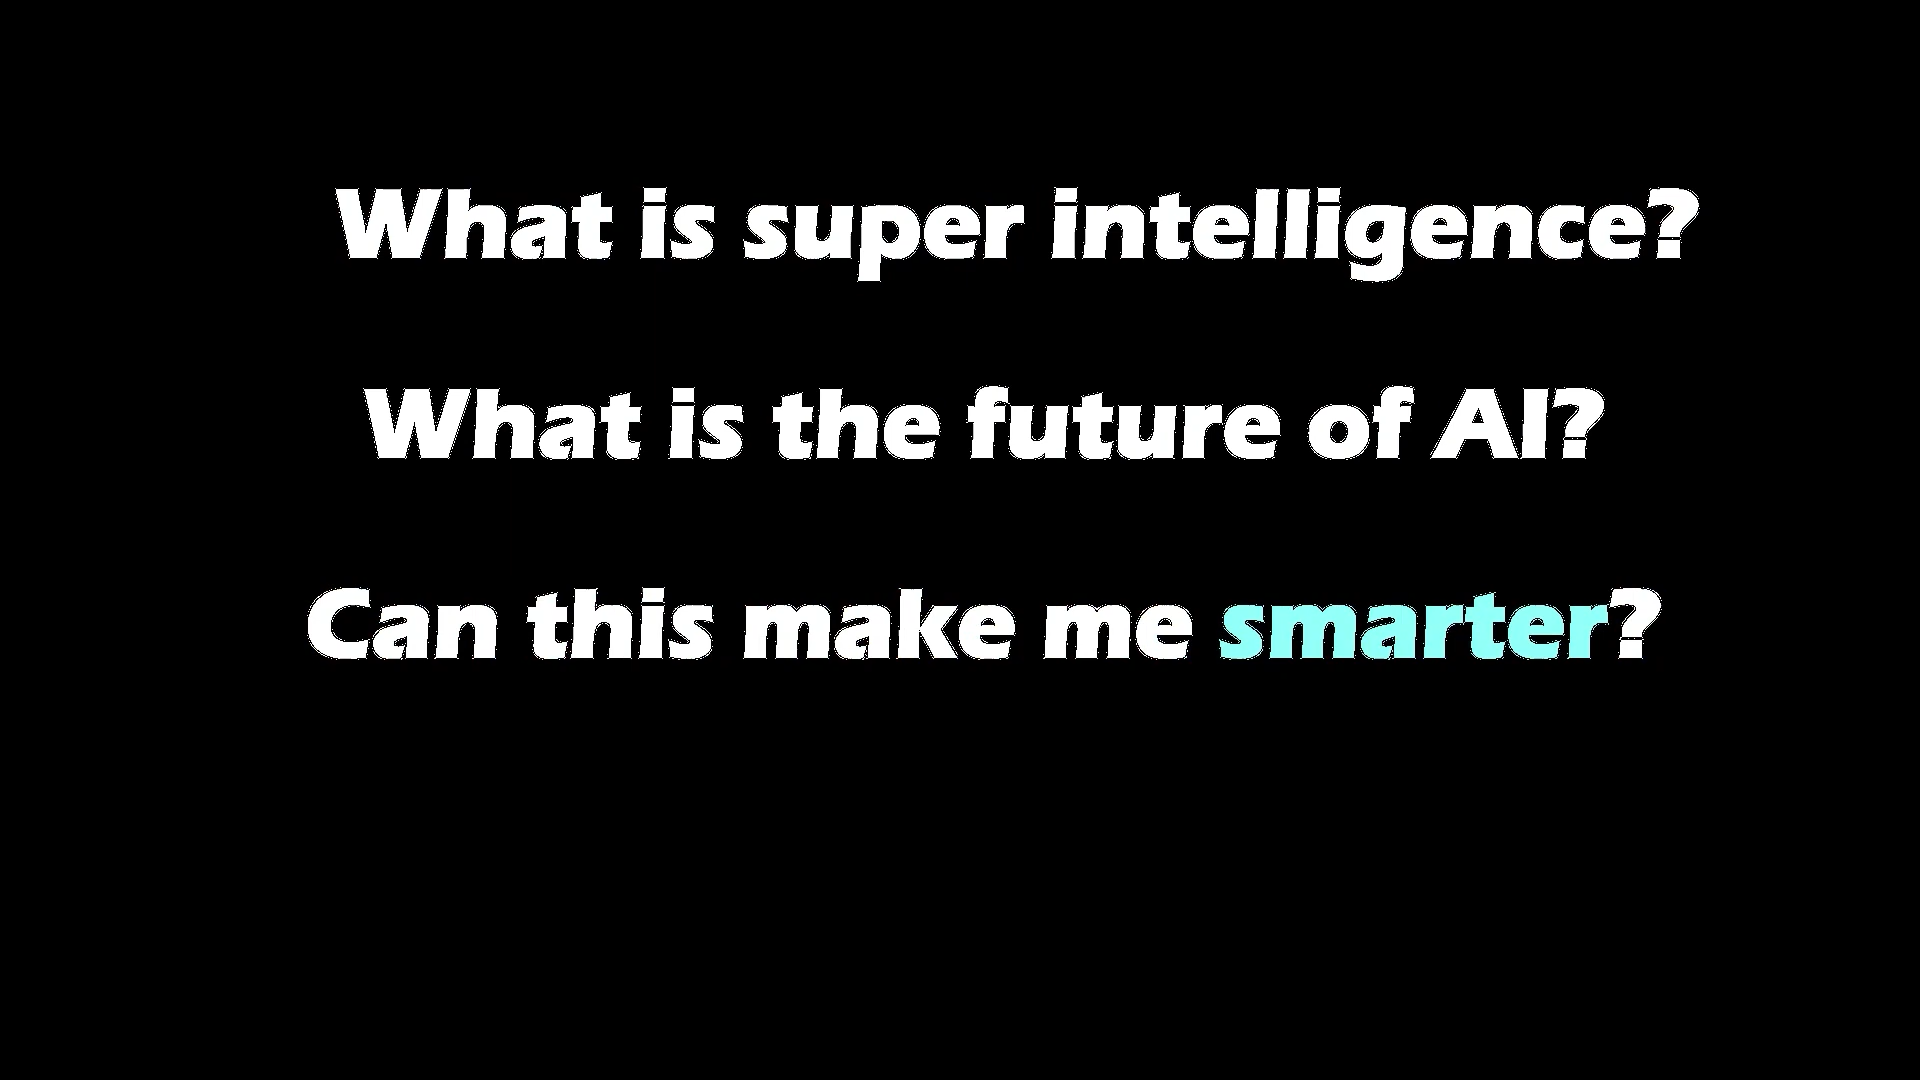 What is super intelligence?
What is the future of AI?
Can this make me smarter?